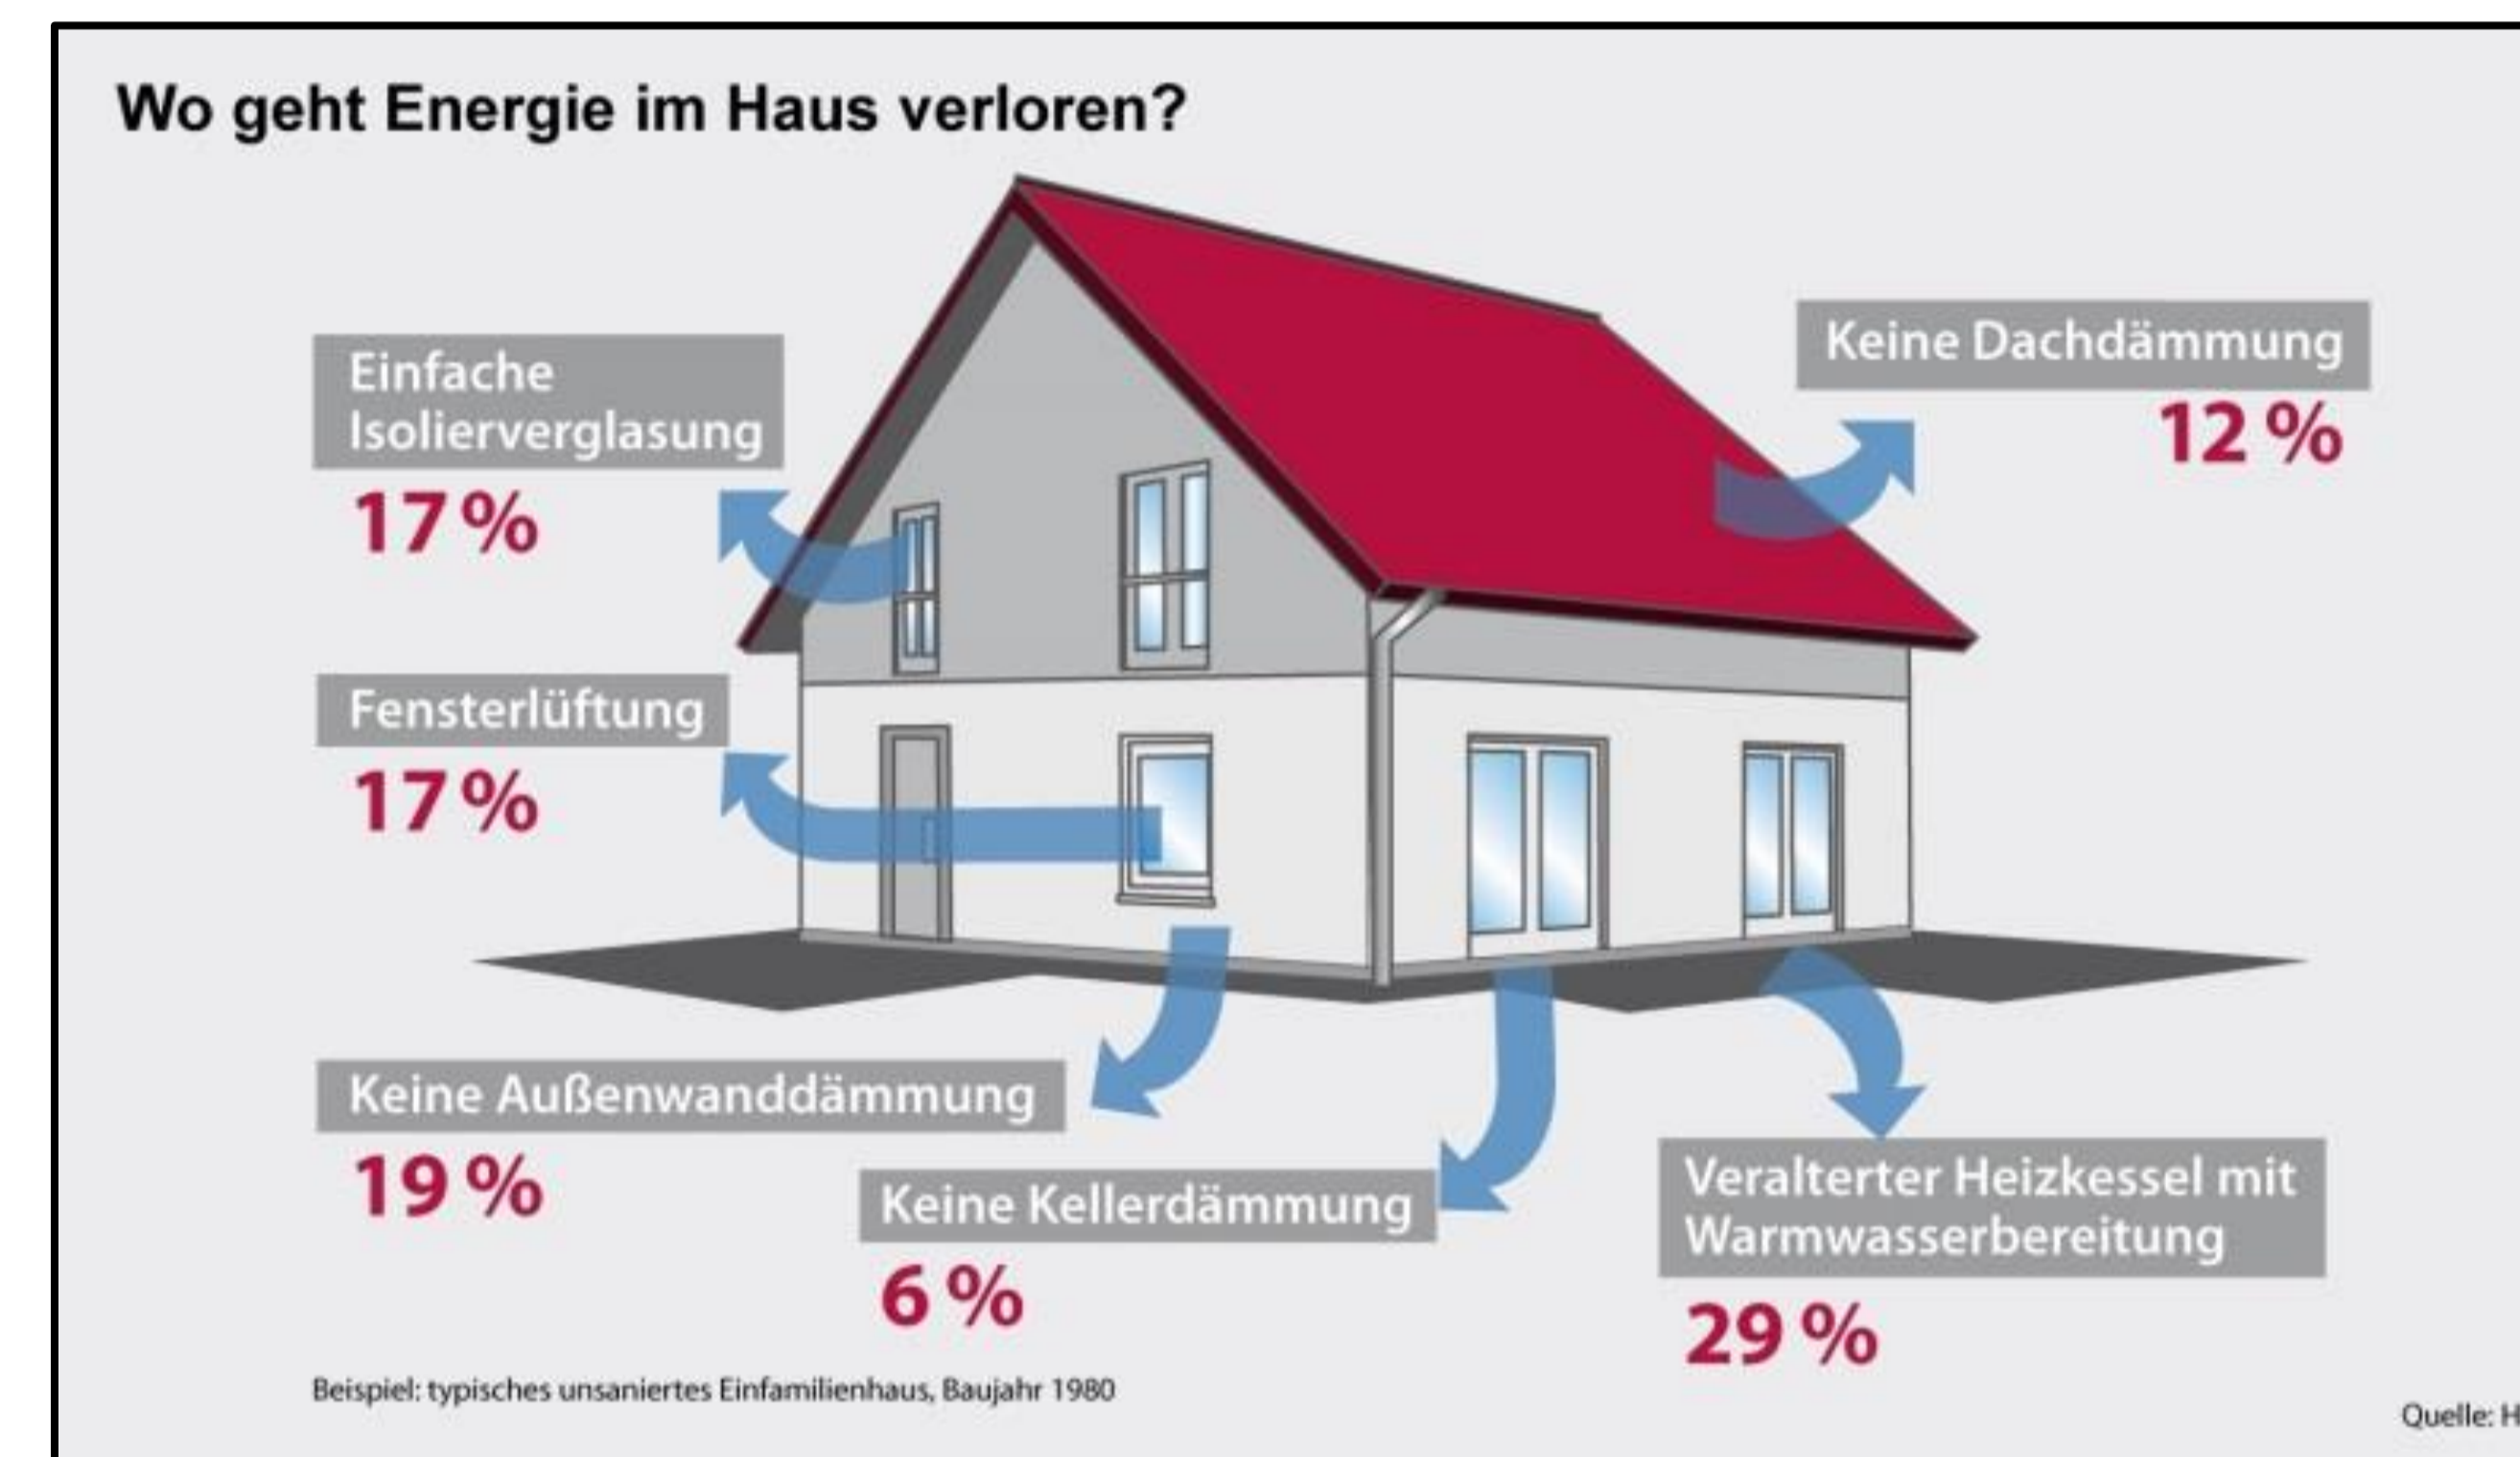 Wo geht Energie im Haus verloren?
Keine Dachdämmung
12 %
Einfache
Isolierverglasung
17 %
Fensterlüftung
17 %
Keine Außenwanddämmung
19 %
Keine Kellerdämmung
6 %
Veralterter Heizkessel mit
Warmwasserbereitung
29 %
Beispiel: typisches unsaniertes Einfamilienhaus, Baujahr 1980
Quelle: